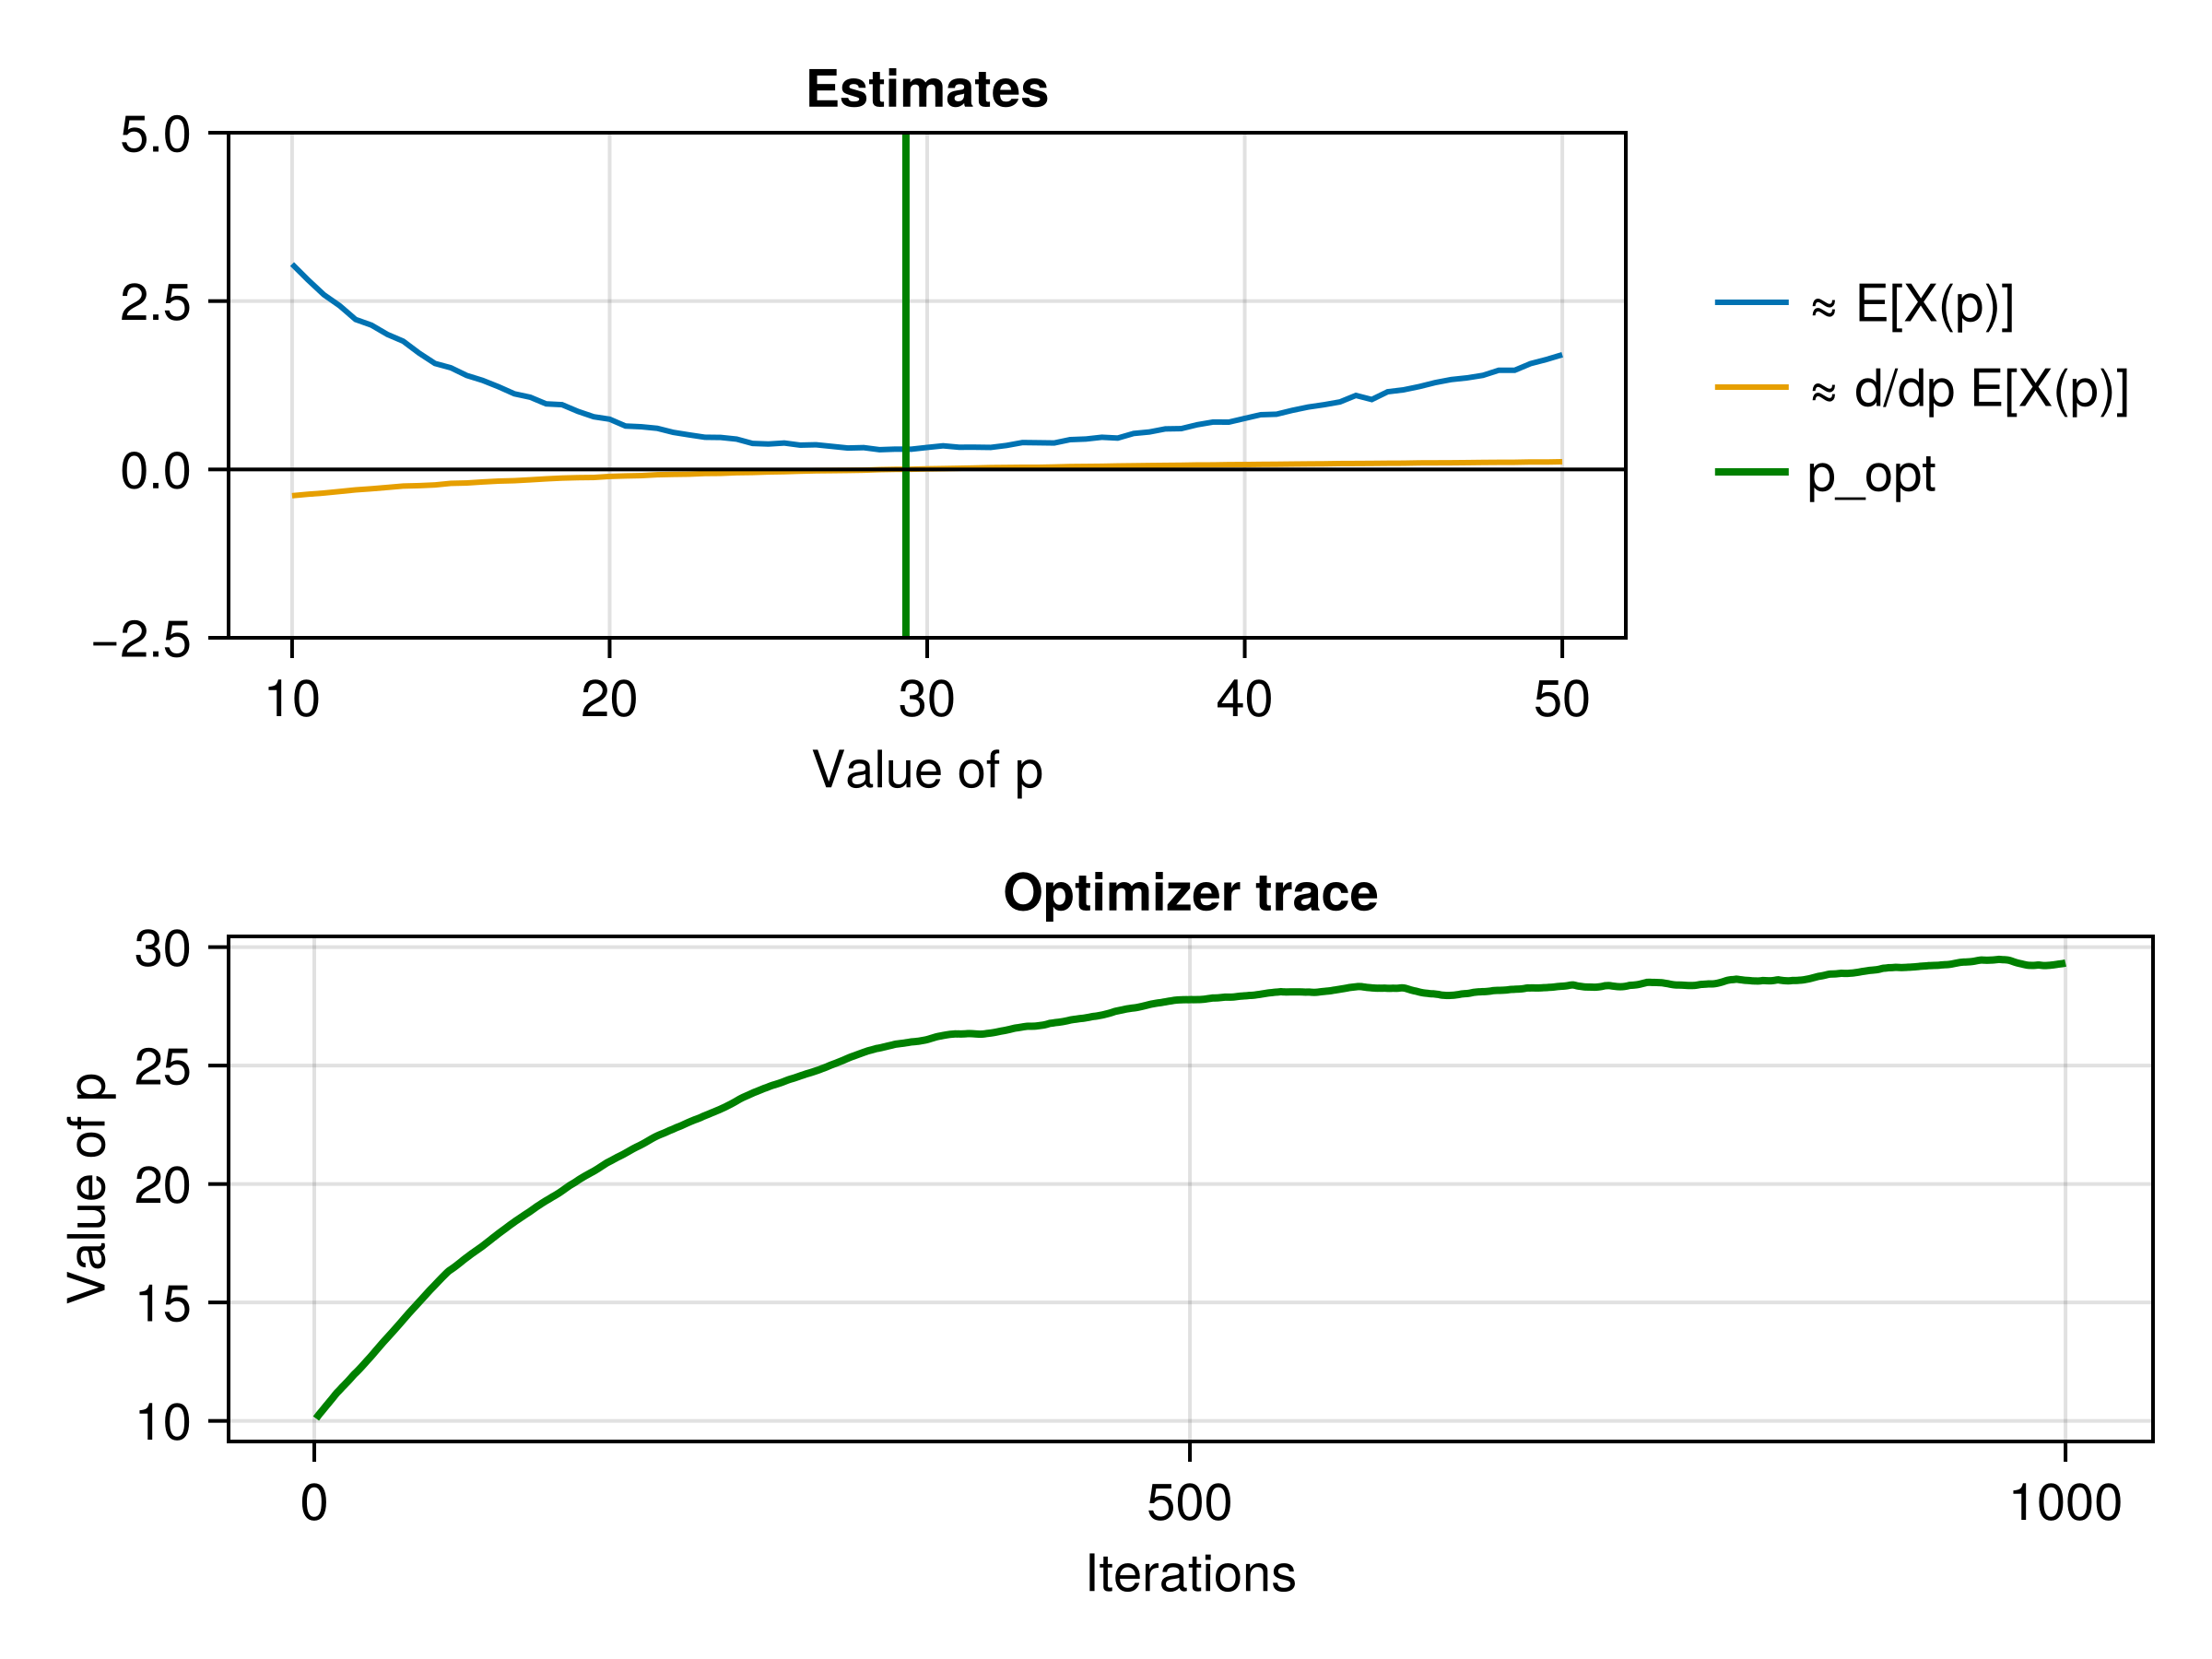 Estimates
5.0
2.5
0.0
−2.5
10 20 30 40 50
Value of p
≈ E[X(p)]
≈ d/dp E[X(p)]
p_opt
Optimizer trace
Value of p
30
25
20
15
10
0 500 1000
Iterations